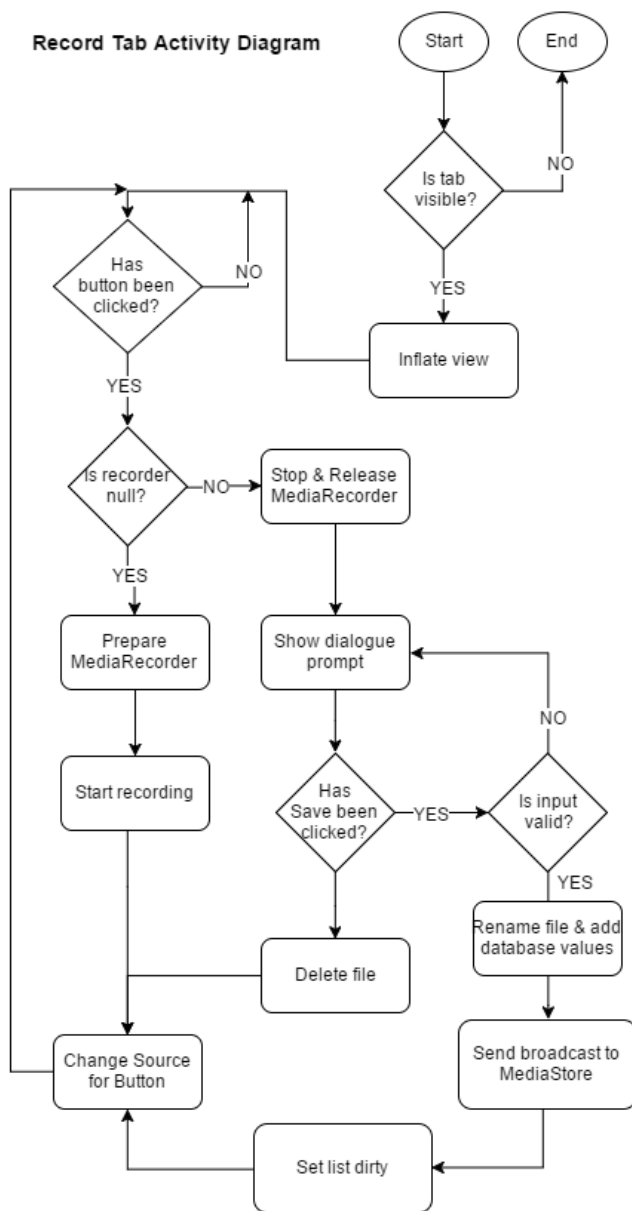 Record Tab Activity Diagram
Start
End
Is tab
visible?
NO
YES
Inflate view
Has
button been
clicked?
NO
YES
Is recorder
null?
NO
Stop & Release
MediaRecorder
YES
Prepare
MediaRecorder
Show dialogue
prompt
NO
Start recording
Has
Save been
clicked?
YES
Is input
valid?
YES
Rename file & add
database values
Delete file
Change Source
for Button
Send broadcast to
MediaStore
Set list dirty